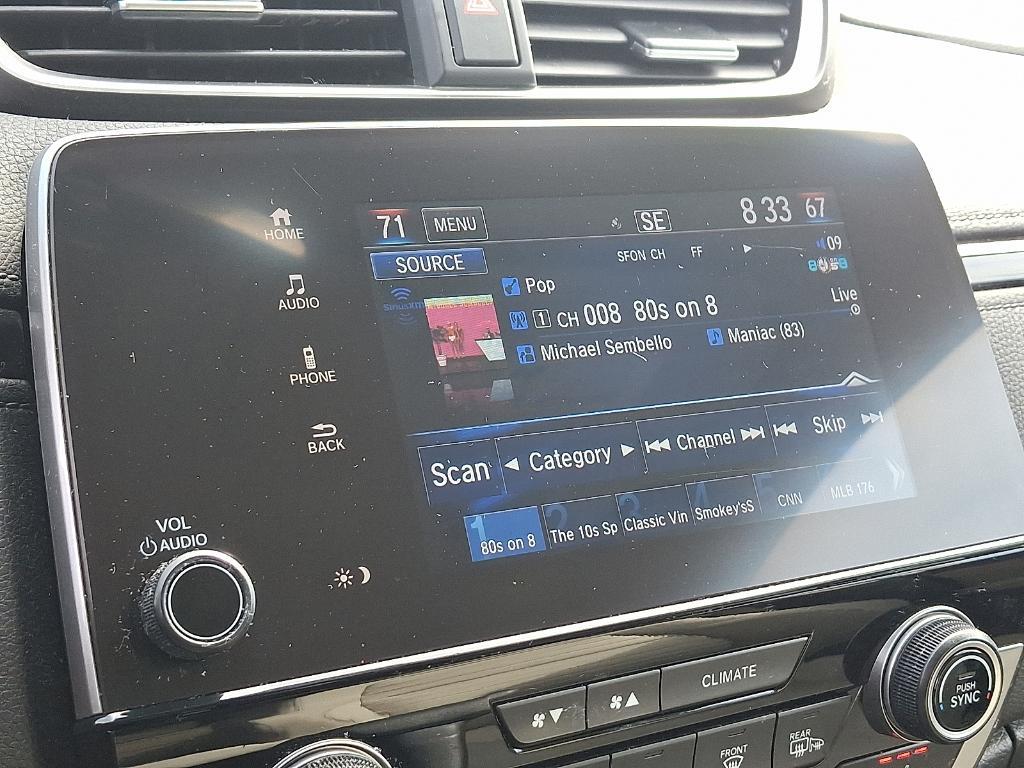 71 MENU SE 8 33 67
HOME
SOURCE SFON CH FF 09
SiriusXM Pop
AUDIO
1 CH 008 80s on 8 Live
Michael Sembello Maniac (83)
PHONE
BACK
Scan Category Channel Skip
1 80s on 8 2 The 10s Sp 3 Classic Vin 4 Smokey'sS 5 CNN MLB 176
VOL
AUDIO
CLIMATE
PUSH
SYNC
FRONT
REAR